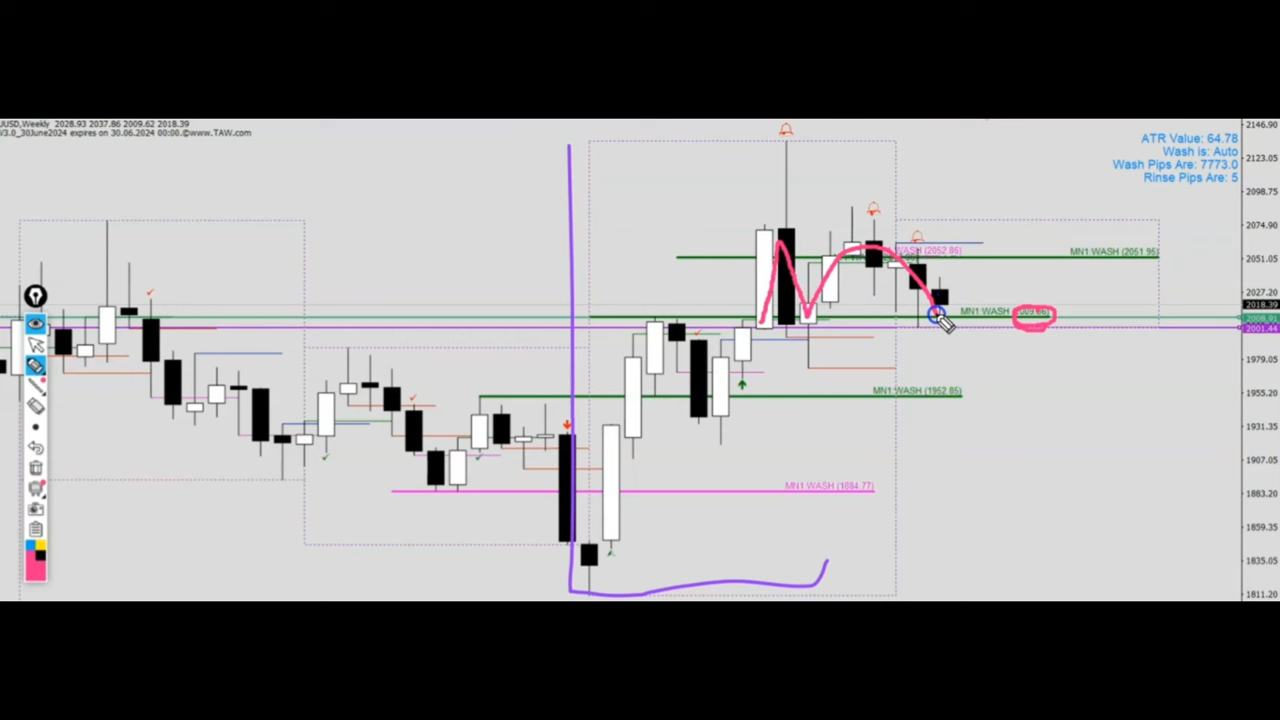 UUSD,Weekly 2028.93 2037.86 2009.62 2018.39
V3.0_30June2024 expires on 30.06.2024 00:00.©www.TAW.com
ATR Value: 64.78
Wash is: Auto
Wash Pips Are: 7773.0
Rinse Pips Are: 5
2146.90
2123.05
2098.75
2074.90
2051.05
2027.20
2018.39
2001.44
1979.05
1955.20
1931.35
1907.05
1883.20
1859.35
1835.05
1811.20
WASH (2052.86)
MN1 WASH (2051.95)
MN1 WASH
MN1 WASH (1952.85)
MN1 WASH (1884.77)